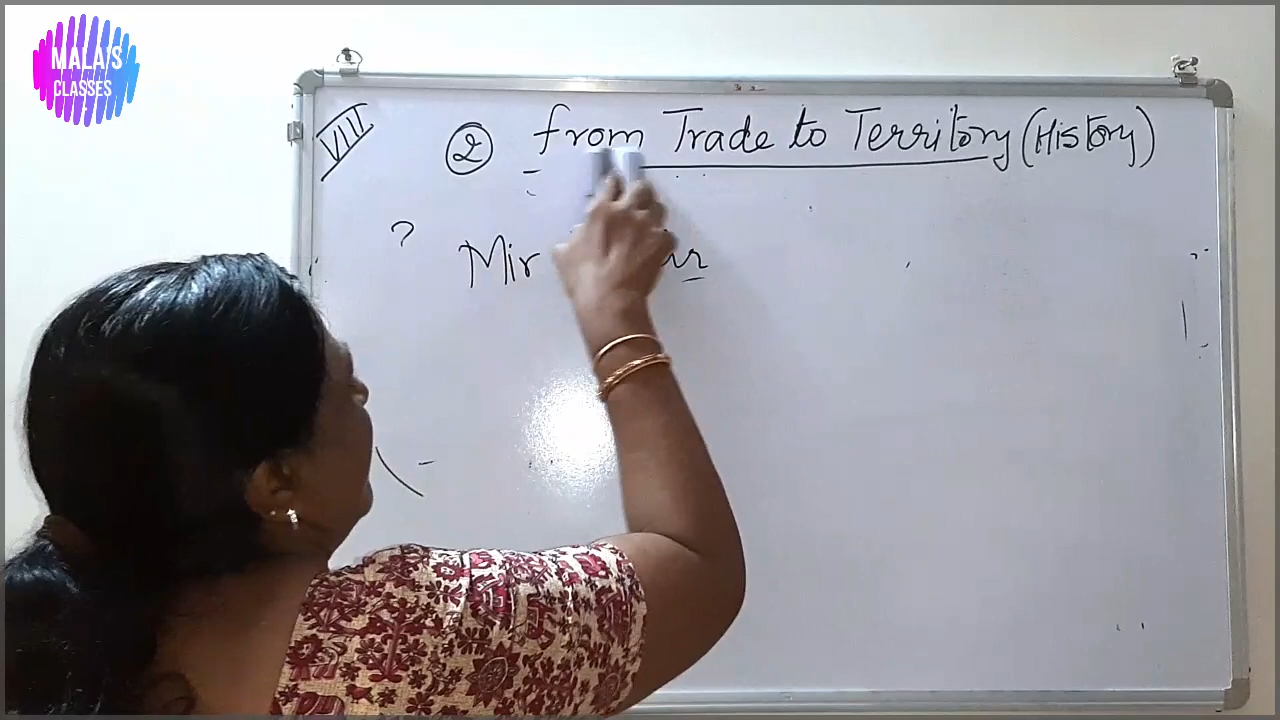 MALA'S
CLASSES
VIII
2 from Trade to Territory (History)
?
Mir